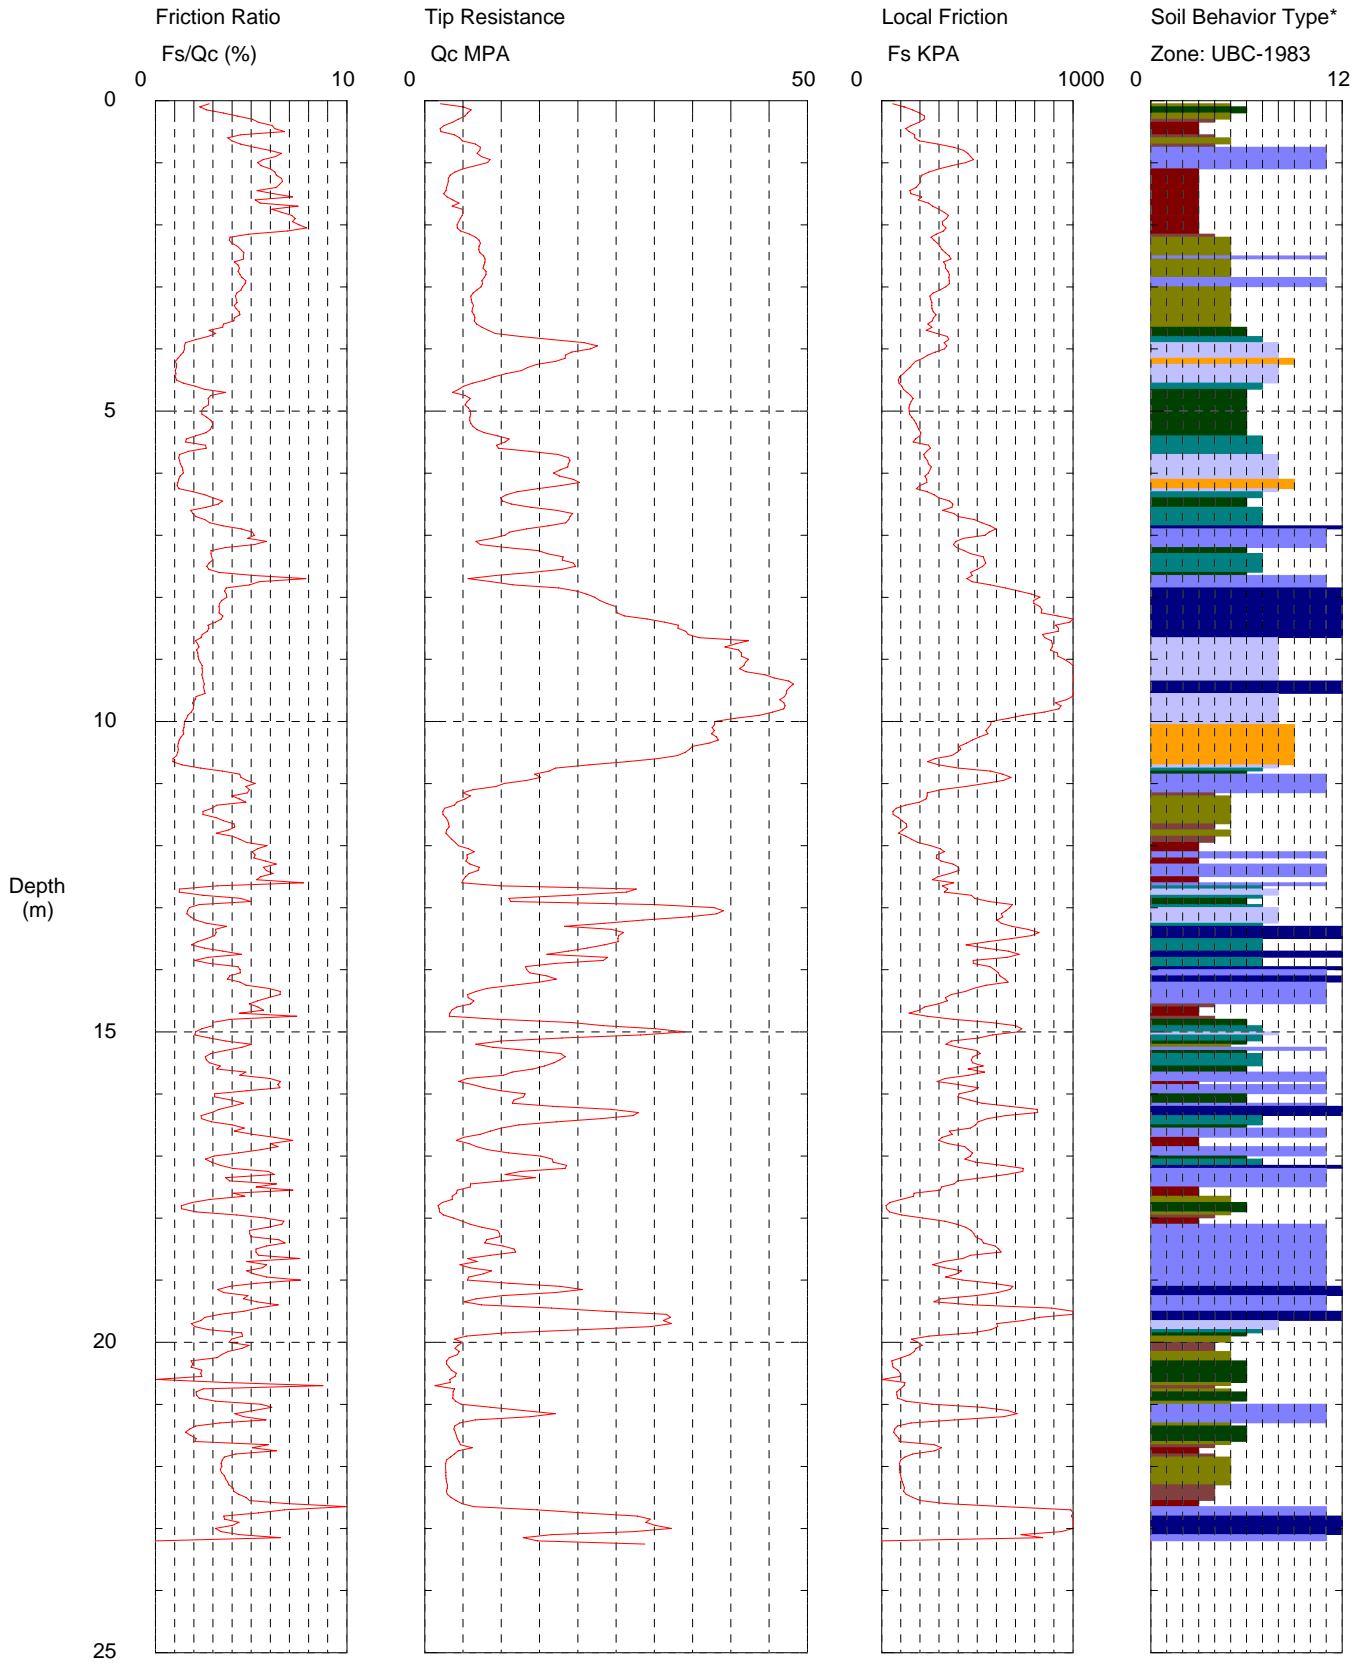 Friction Ratio Tip Resistance Local Friction Soil Behavior Type*
Fs/Qc (%) Qc MPA Fs KPA Zone: UBC-1983
0 10 0 50 0 1000 0 12
0
5
10
Depth
(m)
15
20
25